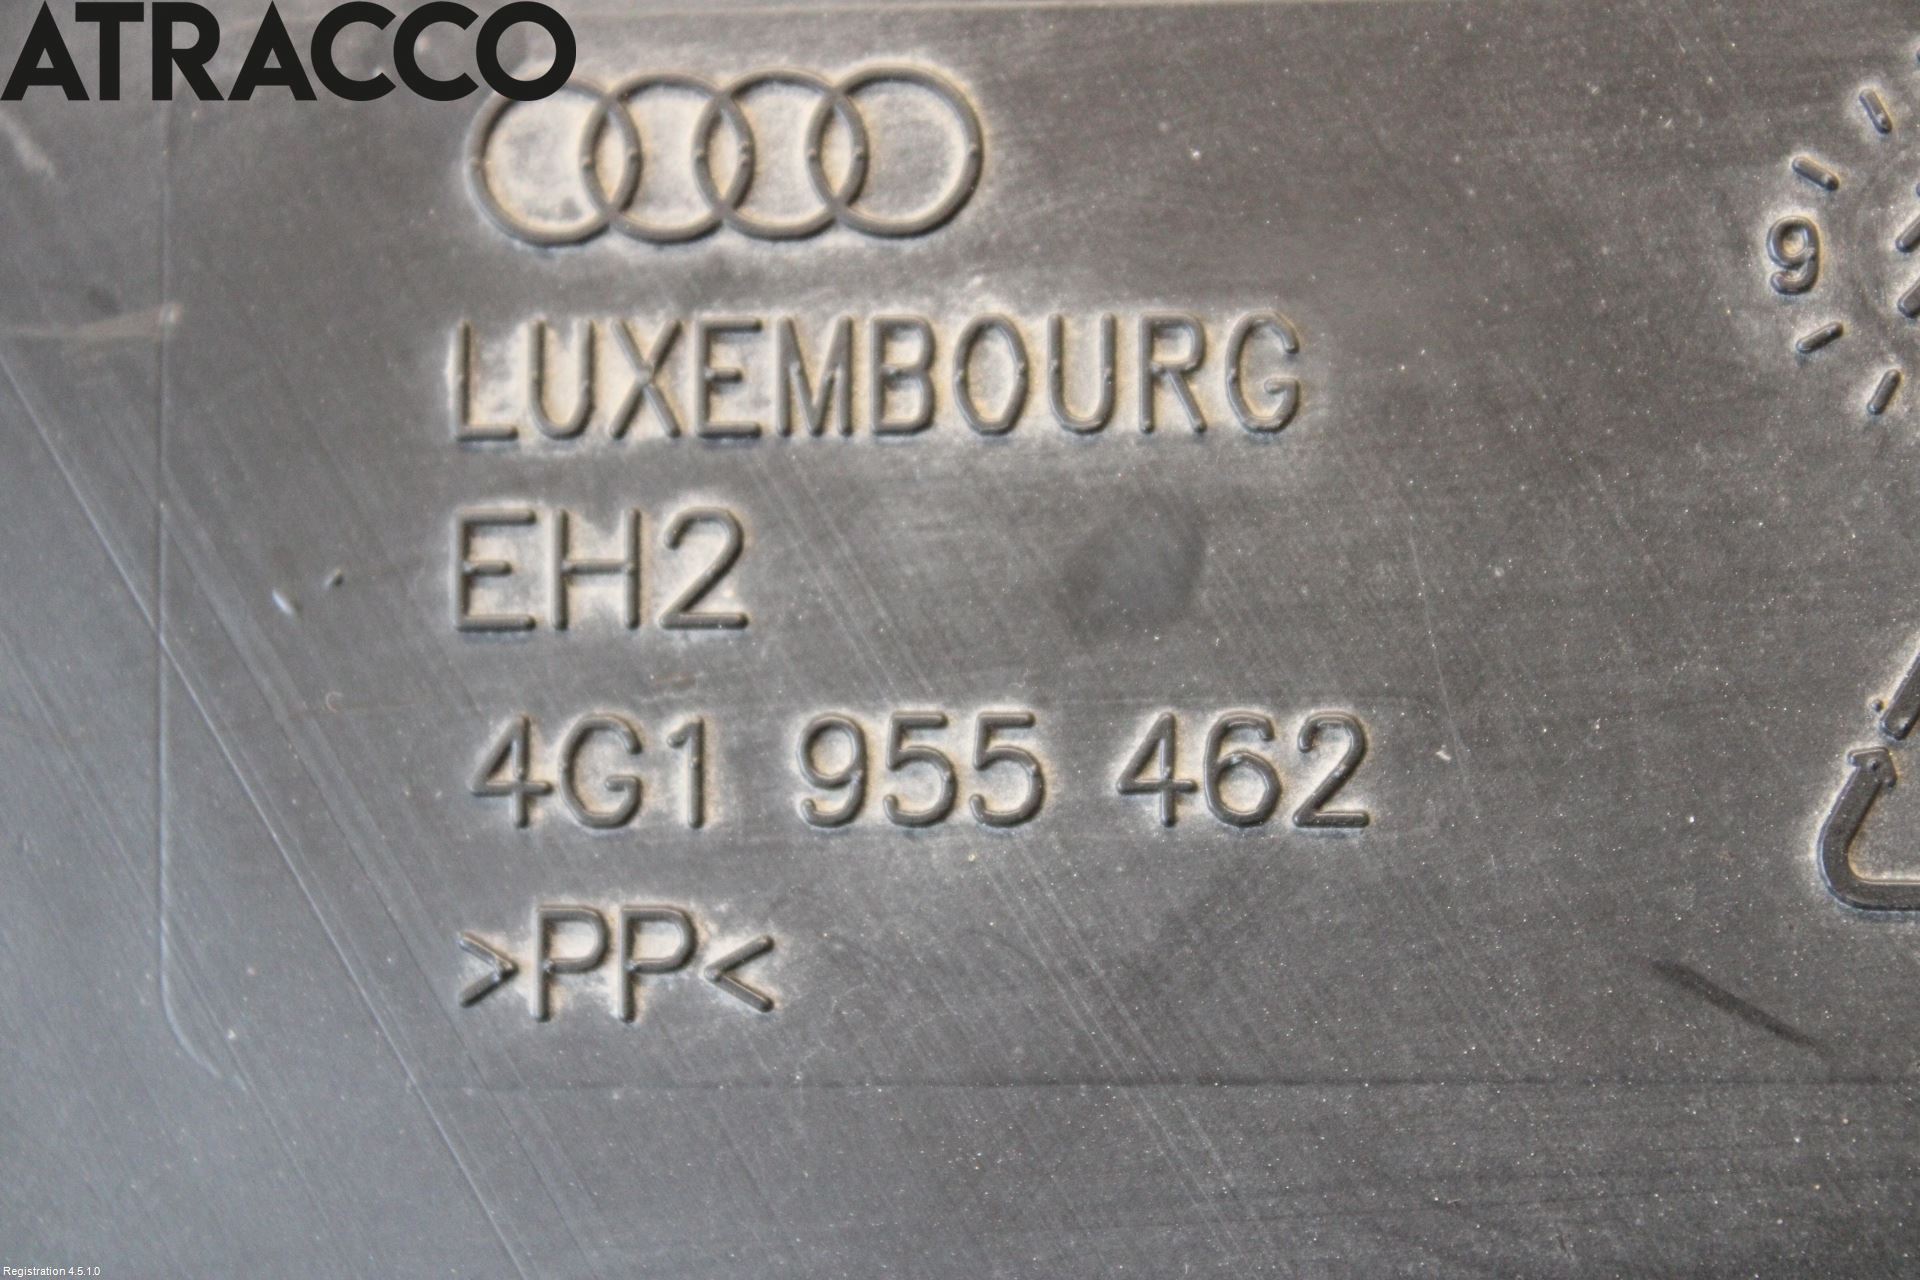 ATRACCO
LUXEMBOURG
9
EH2
4G1 955 462
>PP<
Registration 4.5.1.0